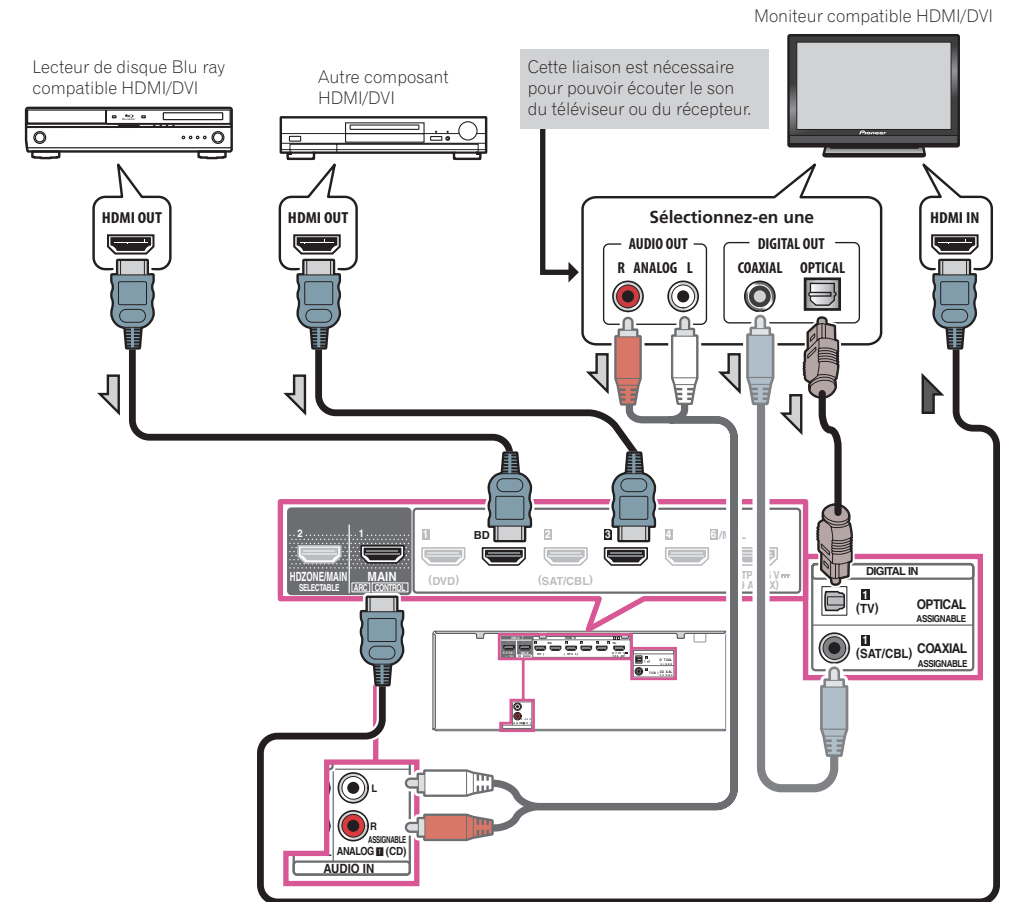 Moniteur compatible HDMI/DVI
Lecteur de disque Blu ray
compatible HDMI/DVI
Autre composant
HDMI/DVI
Cette liaison est nécessaire
pour pouvoir écouter le son
du téléviseur ou du récepteur.
Pioneer
HDMI OUT
HDMI OUT
Sélectionnez-en une
AUDIO OUT
DIGITAL OUT
R ANALOG L
COAXIAL
OPTICAL
HDMI IN
2
1
1
BD
2
3
4
6
HDZONE/MAIN
SELECTABLE
MAIN
ARC CONTROL
(DVD)
(SAT/CBL)
DIGITAL IN
1
(TV)
OPTICAL
ASSIGNABLE
1
(SAT/CBL)
COAXIAL
ASSIGNABLE
L
R
ASSIGNABLE
ANALOG 1 (CD)
AUDIO IN